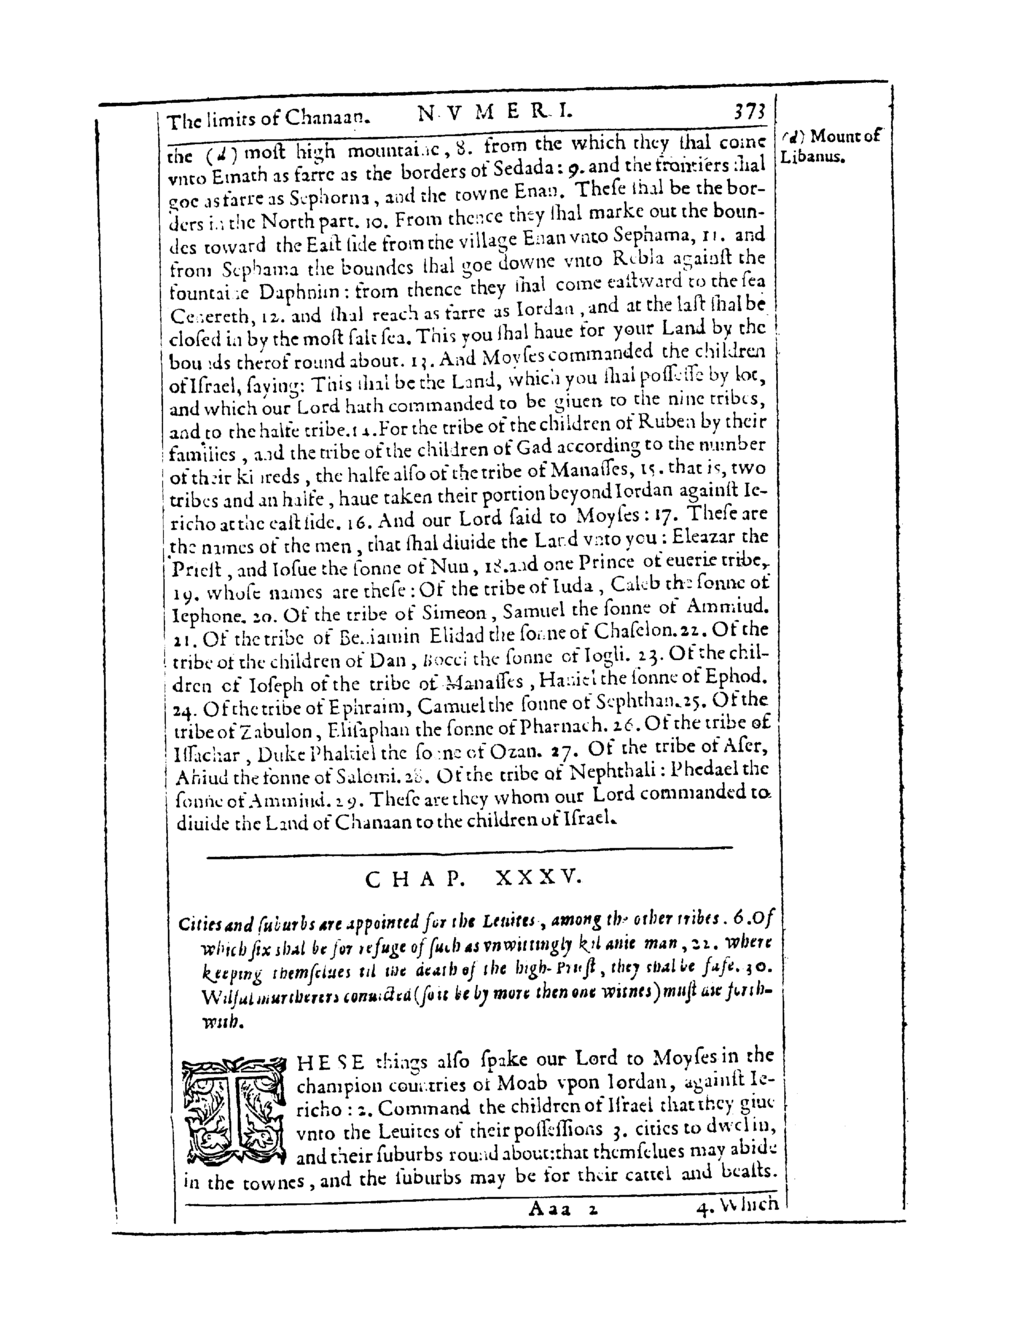 The limits of Chanaan. NVMERI. 373
the (d) moſt high mountaine, 8. from the which they ſhal come
vnto Emath as farre as the borders of Sedada: 9. and the frontiers ſhal
goe as farre as Sephorna, and the towne Enan. Theſe ſhal be the bor-
ders in the North part. 10. From thence they ſhal marke out the boun-
des toward the Eaſt ſide from the village Enan vnto Sephama, 11. and
from Sephama the boundes ſhal goe downe vnto Rebla againſt the
fountaine Daphnim: from thence they ſhal come eaſtward to the ſea
Cenereth, 12. and ſhal reach as farre as Iordan, and at the laſt ſhal be
cloſed in by the moſt ſalt ſea. This you ſhal haue for your Land by the
bounds therof round about. 13. And Moyſes commanded the children
of Iſrael, ſaying: This ſhal be the Land, which you ſhal poſſeſſe by lot,
and which our Lord hath commanded to be giuen to the nine tribes,
and to the halfe tribe. 14. For the tribe of the children of Ruben by their
families, and the tribe of the children of Gad according to the number
of their kinreds, the halfe alſo of the tribe of Manaſſes, 15. that is, two
tribes and an halfe, haue taken their portion beyond Iordan againſt Ie-
richo at the eaſt ſide. 16. And our Lord ſaid to Moyſes: 17. Theſe are
the names of the men, that ſhal diuide the Land vnto you: Eleazar the
Prieſt, and Ioſue the ſonne of Nun, 18. and one Prince of euerie tribe,
19. whoſe names are theſe: Of the tribe of Iuda, Caleb the ſonne of
Iephone. 20. Of the tribe of Simeon, Samuel the ſonne of Ammiud.
21. Of the tribe of Beniamin Elidad the ſonne of Chaſelon. 22. Of the
tribe of the children of Dan, Bocci the ſonne of Iogli. 23. Of the chil-
dren of Ioſeph of the tribe of Manaſſes, Haniel the ſonne of Ephod.
24. Of the tribe of Ephraim, Camuel the ſonne of Sephthan. 25. Of the
tribe of Zabulon, Eliſaphan the ſonne of Pharnach. 26. Of the tribe of
Iſſachar, Duke Phaltiel the ſonne of Ozan. 27. Of the tribe of Aſer,
Ahiud the ſonne of Salomi. 28. Of the tribe of Nephthali: Phedael the
ſonne of Ammiud. 29. Theſe are they whom our Lord commanded to
diuide the Land of Chanaan to the children of Iſrael.
(d) Mount of
Libanus.
CHAP. XXXV.
Cities and ſuburbs are appointed for the Leuites, among the other tribes. 6. Of
which ſix shal be for refuge of ſuch as vnwittingly kil anie man, 22. where
keeping themſelues til the death of the high-Prieſt, they shal be ſafe. 30.
Wilful murtherers conuicted (ſo it be by more then one witnes) muſt die forth-
with.
THESE things alſo ſpake our Lord to Moyſes in the
champion countries of Moab vpon Iordan, againſt Ie-
richo: 2. Command the children of Iſrael that they giue
vnto the Leuites of their poſſeſſions 3. cities to dwel in,
and their ſuburbs round about: that themſelues may abide
in the townes, and the ſuburbs may be for their cattel and beaſts.
Aaa 2 4. Which